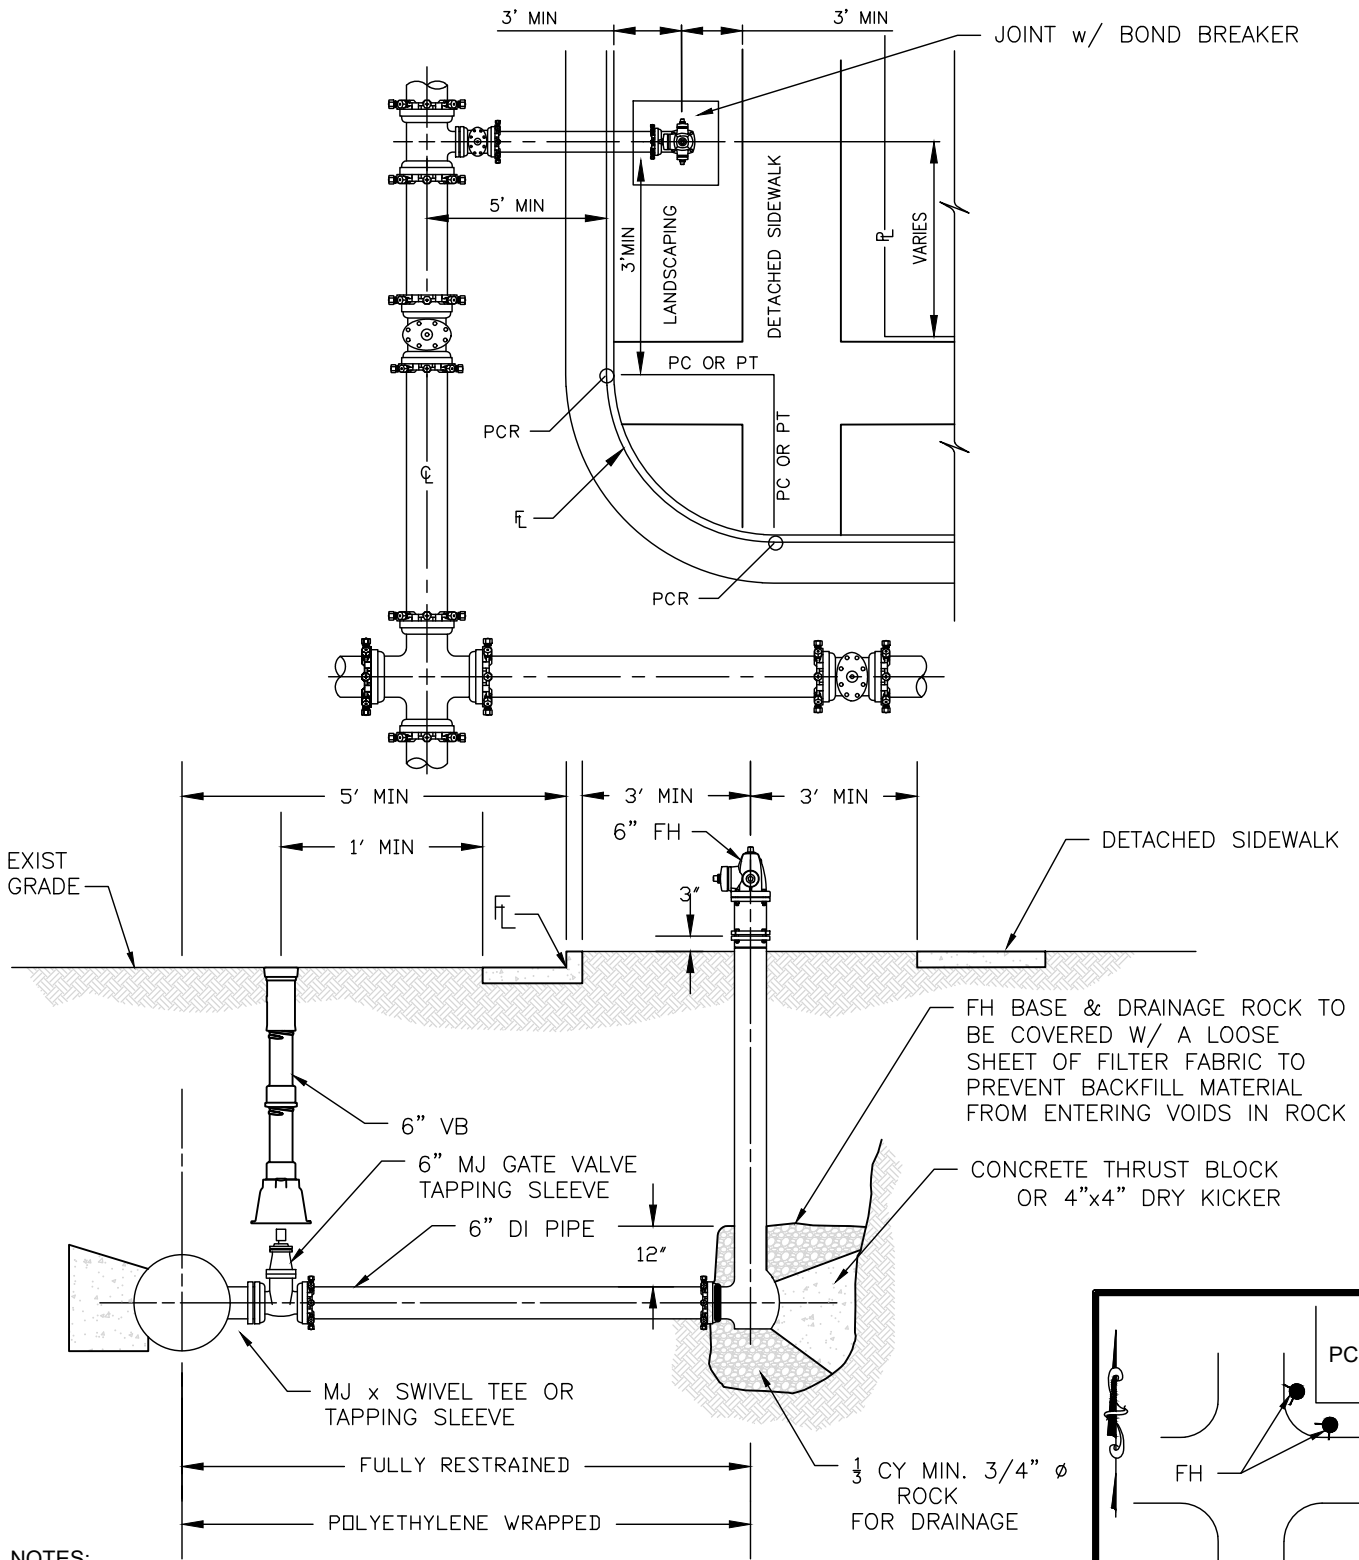 3' MIN
3' MIN
JOINT w/ BOND BREAKER
5' MIN
3'MIN
LANDSCAPING
DETACHED SIDEWALK
PL
VARIES
PC OR PT
PCR
PC OR PT
CL
FL
PCR
5' MIN
3' MIN
3' MIN
6" FH
1' MIN
DETACHED SIDEWALK
EXIST
GRADE
3"
FL
FH BASE & DRAINAGE ROCK TO
BE COVERED W/ A LOOSE
SHEET OF FILTER FABRIC TO
PREVENT BACKFILL MATERIAL
FROM ENTERING VOIDS IN ROCK
6" VB
6" MJ GATE VALVE
TAPPING SLEEVE
CONCRETE THRUST BLOCK
OR 4"x4" DRY KICKER
6" DI PIPE
12"
MJ x SWIVEL TEE OR
TAPPING SLEEVE
PC
FH
FULLY RESTRAINED
1/3 CY MIN. 3/4" ø
ROCK
FOR DRAINAGE
POLYETHYLENE WRAPPED
NOTES: